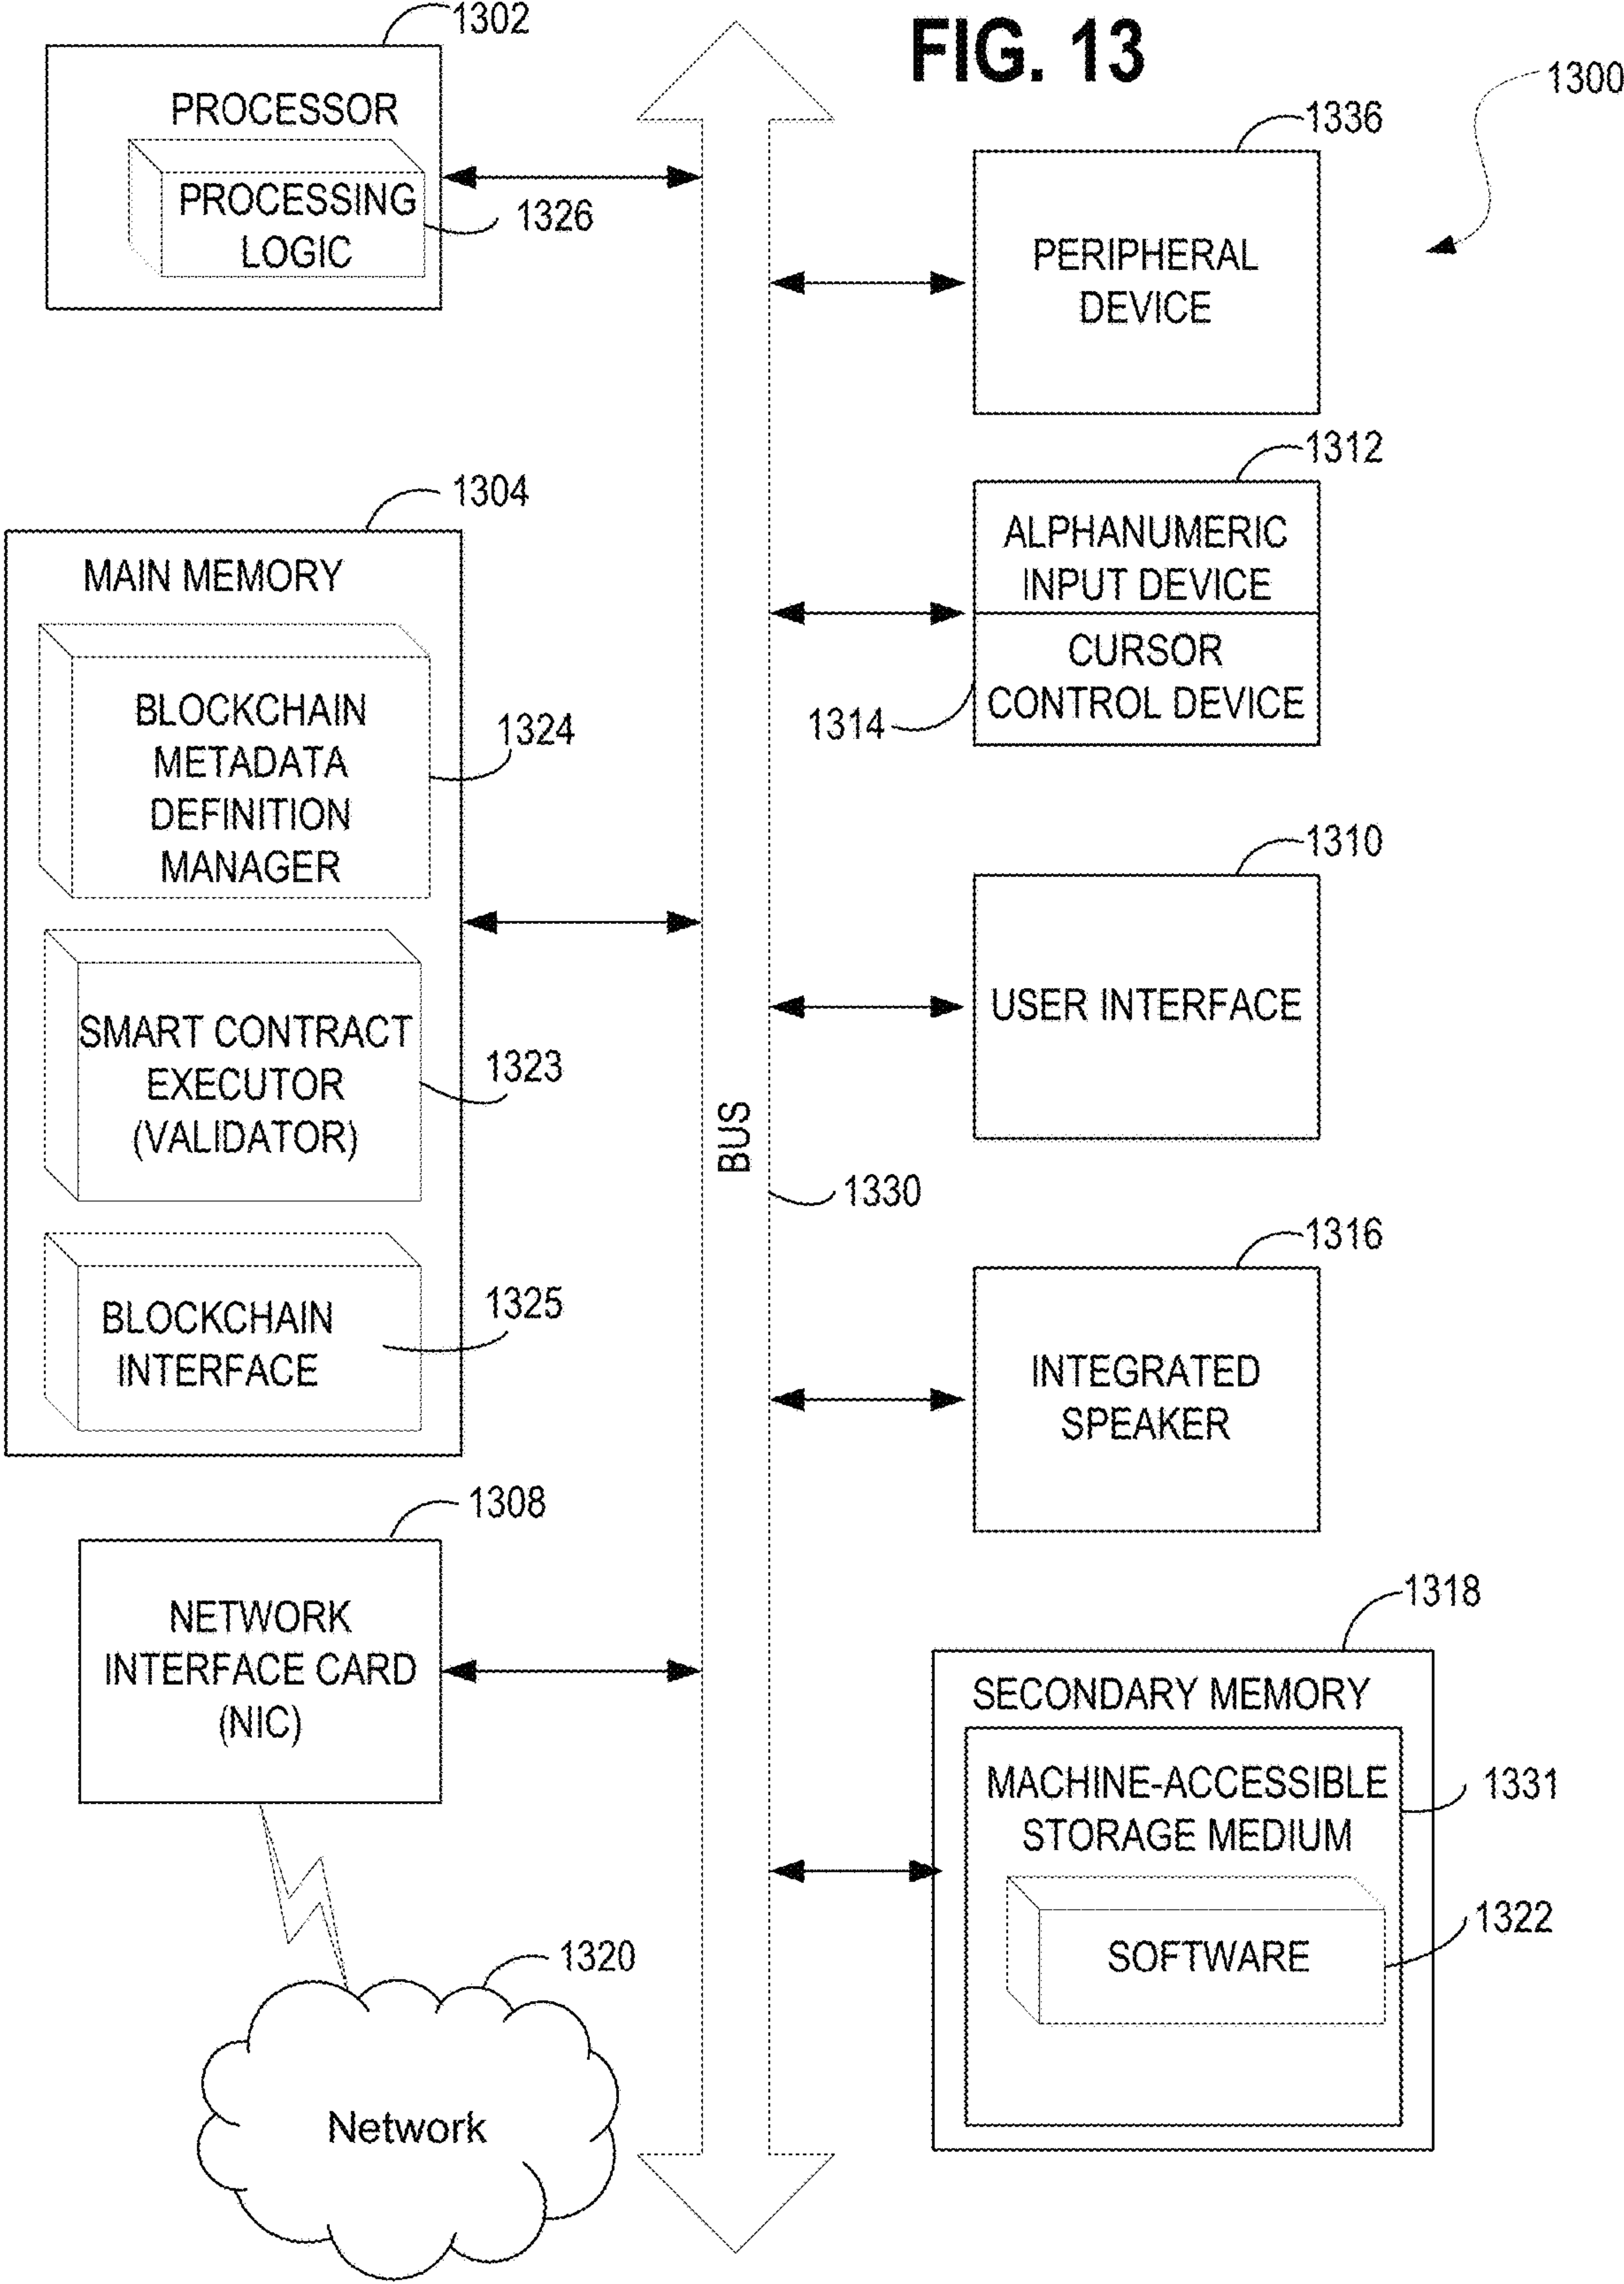 FIG. 13
1300
1302
PROCESSOR
PROCESSING
LOGIC
1326
1304
MAIN MEMORY
BLOCKCHAIN
METADATA
DEFINITION
MANAGER
1324
SMART CONTRACT
EXECUTOR
(VALIDATOR)
1323
BLOCKCHAIN
INTERFACE
1325
1308
NETWORK
INTERFACE CARD
(NIC)
1320
Network
BUS
1330
1336
PERIPHERAL
DEVICE
1312
ALPHANUMERIC
INPUT DEVICE
CURSOR
CONTROL DEVICE
1314
1310
USER INTERFACE
1316
INTEGRATED
SPEAKER
1318
SECONDARY MEMORY
MACHINE-ACCESSIBLE
STORAGE MEDIUM
1331
SOFTWARE
1322